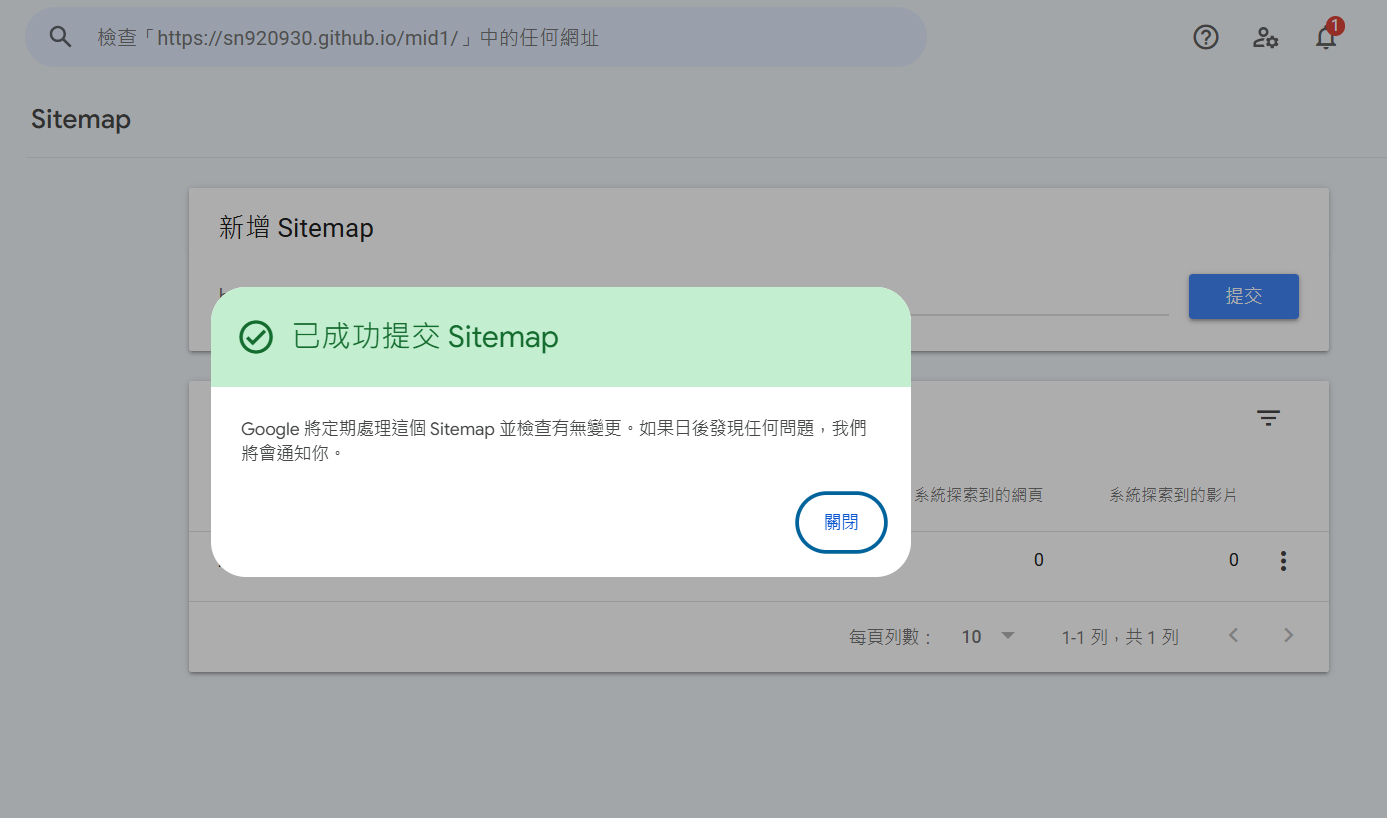 檢查「https://sn920930.github.io/mid1/」中的任何網址
1
Sitemap
新增 Sitemap
提交
已成功提交 Sitemap
Google 將定期處理這個 Sitemap 並檢查有無變更。如果日後發現任何問題，我們
將會通知你。
關閉
系統探索到的網頁 系統探索到的影片
0 0
每頁列數： 10 1-1 列，共 1 列